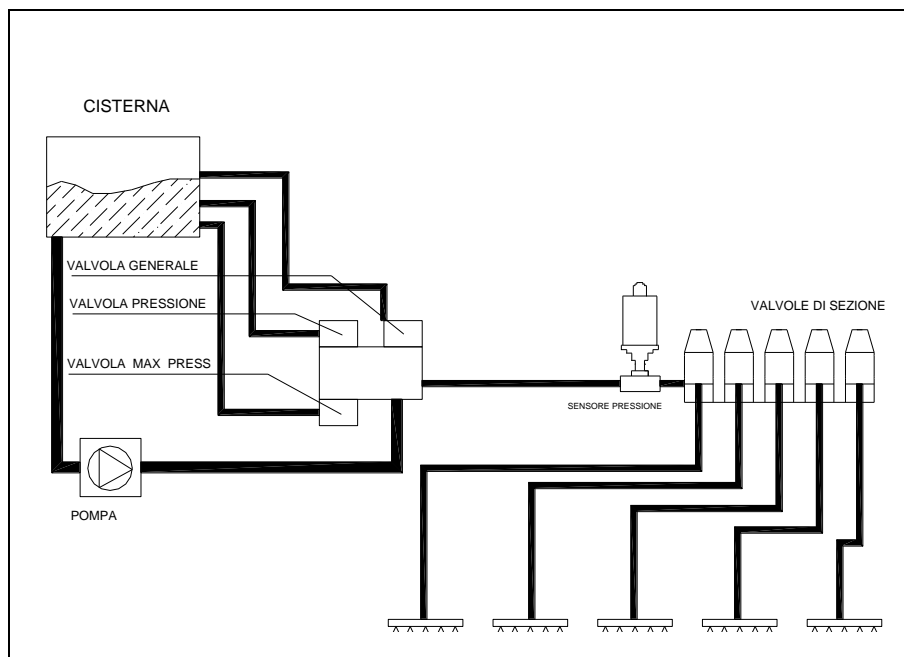 CISTERNA
VALVOLA GENERALE
VALVOLA PRESSIONE
VALVOLE DI SEZIONE
VALVOLA MAX PRESS
SENSORE PRESSIONE
POMPA